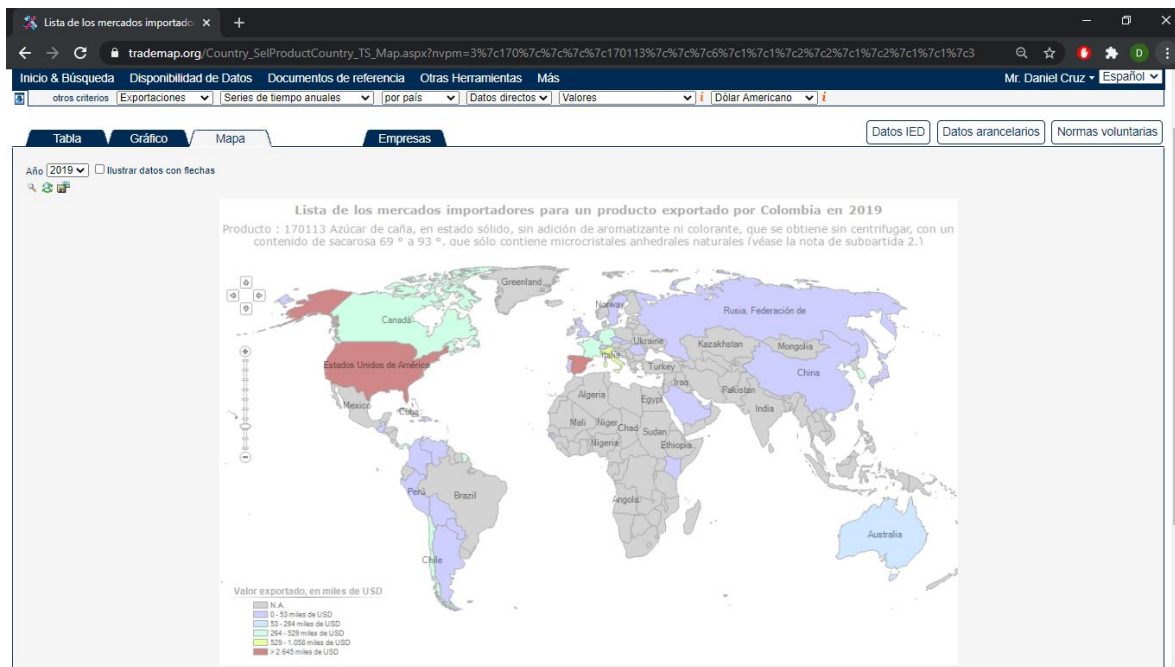 Lista de los mercados importado
trademap.org/Country_SelProductCountry_TS_Map.aspx?nvpm=3%7c170%7c%7c%7c%7c170113%7c%7c%7c6%7c1%7c1%7c2%7c2%7c1%7c2%7c1%7c1%7c3
D
Inicio & Búsqueda Disponibilidad de Datos Documentos de referencia Otras Herramientas Más Mr. Daniel Cruz Español
otros criterios Exportaciones Series de tiempo anuales por país Datos directos Valores i Dólar Americano i
Tabla Gráfico Mapa Empresas Datos IED Datos arancelarios Normas voluntarias
Año 2019 Ilustrar datos con flechas
Lista de los mercados importadores para un producto exportado por Colombia en 2019
Producto : 170113 Azúcar de caña, en estado sólido, sin adición de aromatizante ni colorante, que se obtiene sin centrifugar, con un
contenido de sacarosa 69 ° a 93 °, que sólo contiene microcristales anhedrales naturales (véase la nota de subpartida 2.)
Greenland
Norway
Canadá
Rusia, Federación de
Ukraine
Kazakhstan
Mongolia
Italia
Estados Unidos de América
Turkey
China
Iraq
Pakistan
Algeria
Egypt
Mexico
Cuba
India
Mali
Niger
Chad
Sudan
Nigeria
Ethiopia
Perú
Brazil
Angola
Australia
Chile
Valor exportado, en miles de USD
N.A.
0 - 53 miles de USD
53 - 264 miles de USD
264 - 529 miles de USD
529 - 1.058 miles de USD
> 2.645 miles de USD